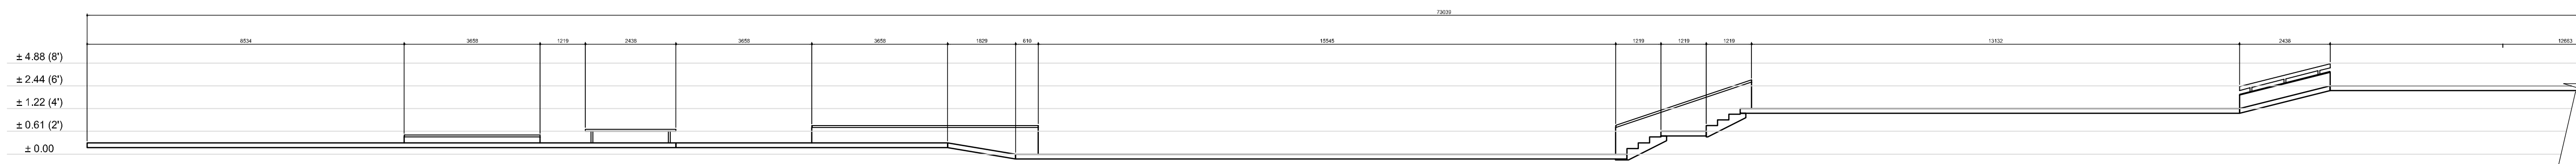 73030
8534 3658 1219 2438 3658 3658 1829 610 15545 1219 1219 1219 13132 2438 12663
± 4.88 (8')
± 2.44 (6')
± 1.22 (4')
± 0.61 (2')
± 0.00